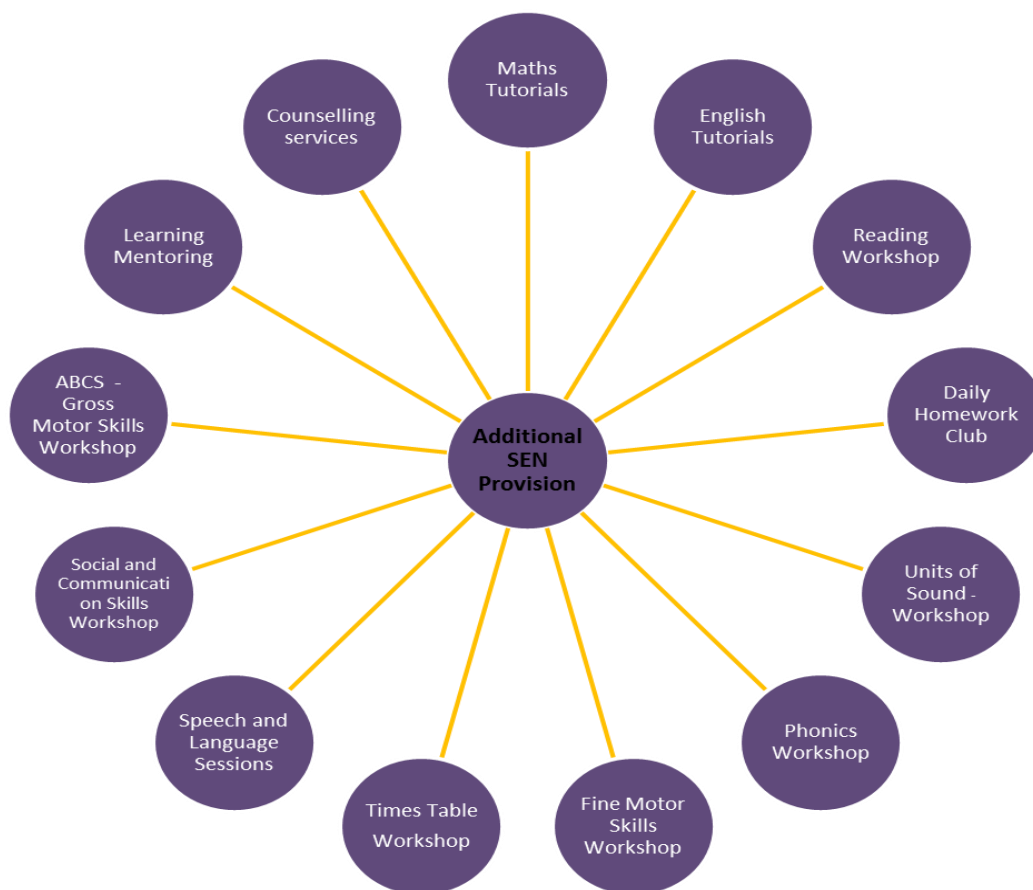 Maths
Tutorials
English
Tutorials
Reading
Workshop
Daily
Homework
Club
Units of
Sound -
Workshop
Phonics
Workshop
Fine Motor
Skills
Workshop
Times Table
Workshop
Speech and
Language
Sessions
Social and
Communicati
on Skills
Workshop
ABCS -
Gross
Motor Skills
Workshop
Learning
Mentoring
Counselling
services
Additional
SEN
Provision